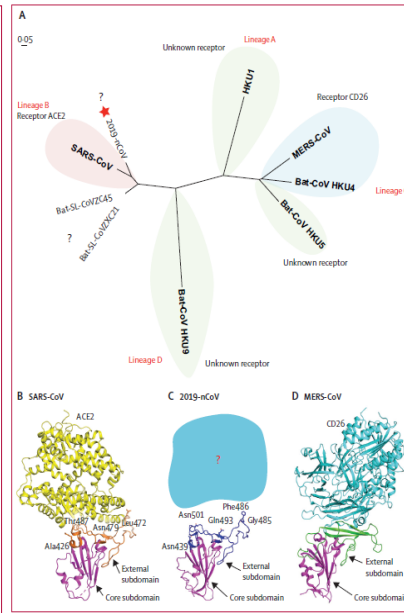 A
0·05
Unknown receptor
Lineage A
HKU1
Receptor CD26
?
2019-nCoV
Lineage B
Receptor ACE2
SARS-CoV
MERS-CoV
Bat-CoV HKU4
Lineage
Bat-SL-CoVZC45
?
Bat-SL-CoVZXC21
Bat-CoV HKU5
Unknown receptor
Bat-CoV HKU9
Lineage D
Unknown receptor
B SARS-CoV
ACE2
Thr487
Leu472
Asn479
Ala426
External
subdomain
Core subdomain
C 2019-nCoV
?
Phe486
Asn501
Gln493
Gly485
Asn439
External
subdomain
Core subdomain
D MERS-CoV
CD26
External
subdomain
Core subdomain